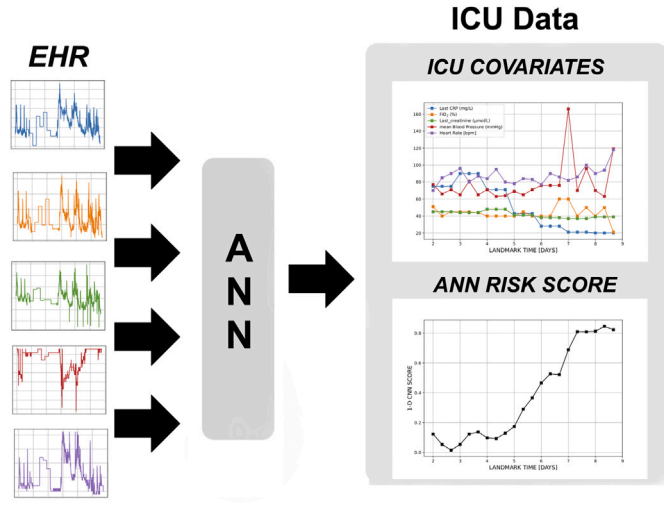 ICU Data
EHR
ICU COVARIATES
Last CRP (mg/L)
FiO2 (%)
Last_creatinine (µmol/L)
mean Blood Pressure (mmHg)
Heart Rate [bpm]
160
140
120
100
80
60
40
20
2 3 4 5 6 7 8 9
LANDMARK TIME [DAYS]
A
N
N
ANN RISK SCORE
0.8
0.6
0.4
0.2
0.0
1-D CNN SCORE
2 3 4 5 6 7 8 9
LANDMARK TIME [DAYS]